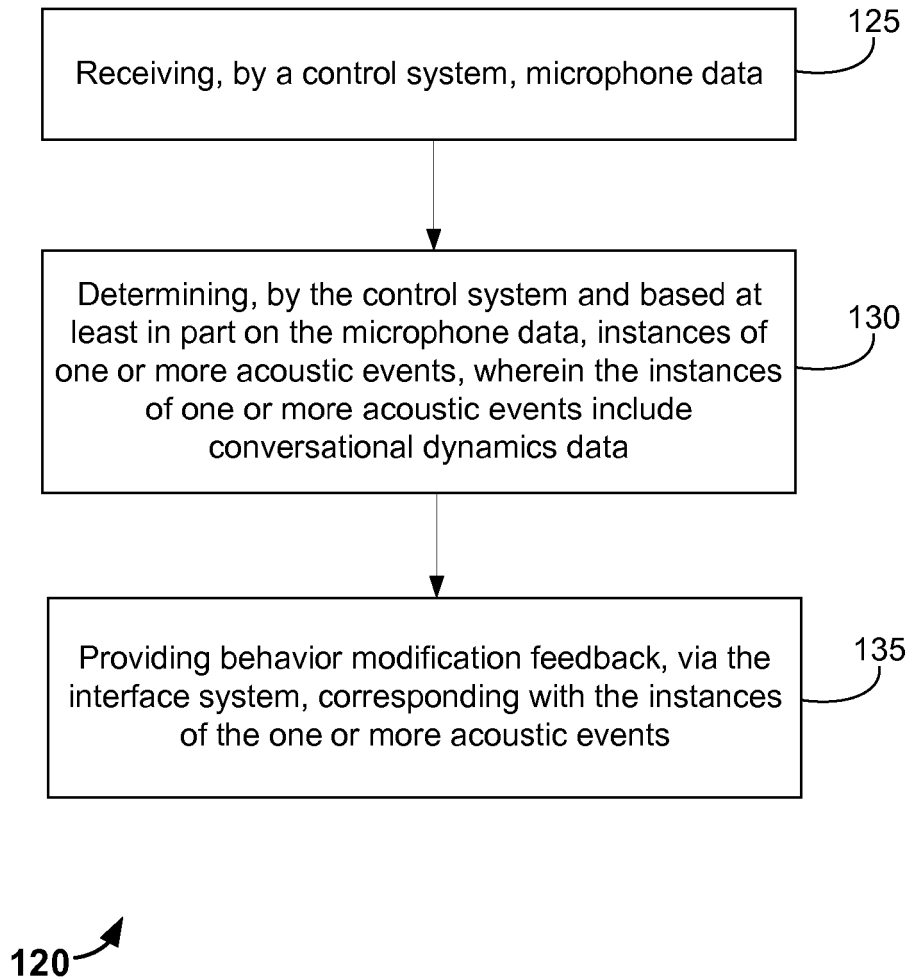 125
Receiving, by a control system, microphone data
Determining, by the control system and based at
least in part on the microphone data, instances of
one or more acoustic events, wherein the instances
of one or more acoustic events include
conversational dynamics data
130
Providing behavior modification feedback, via the
interface system, corresponding with the instances
of the one or more acoustic events
135
120